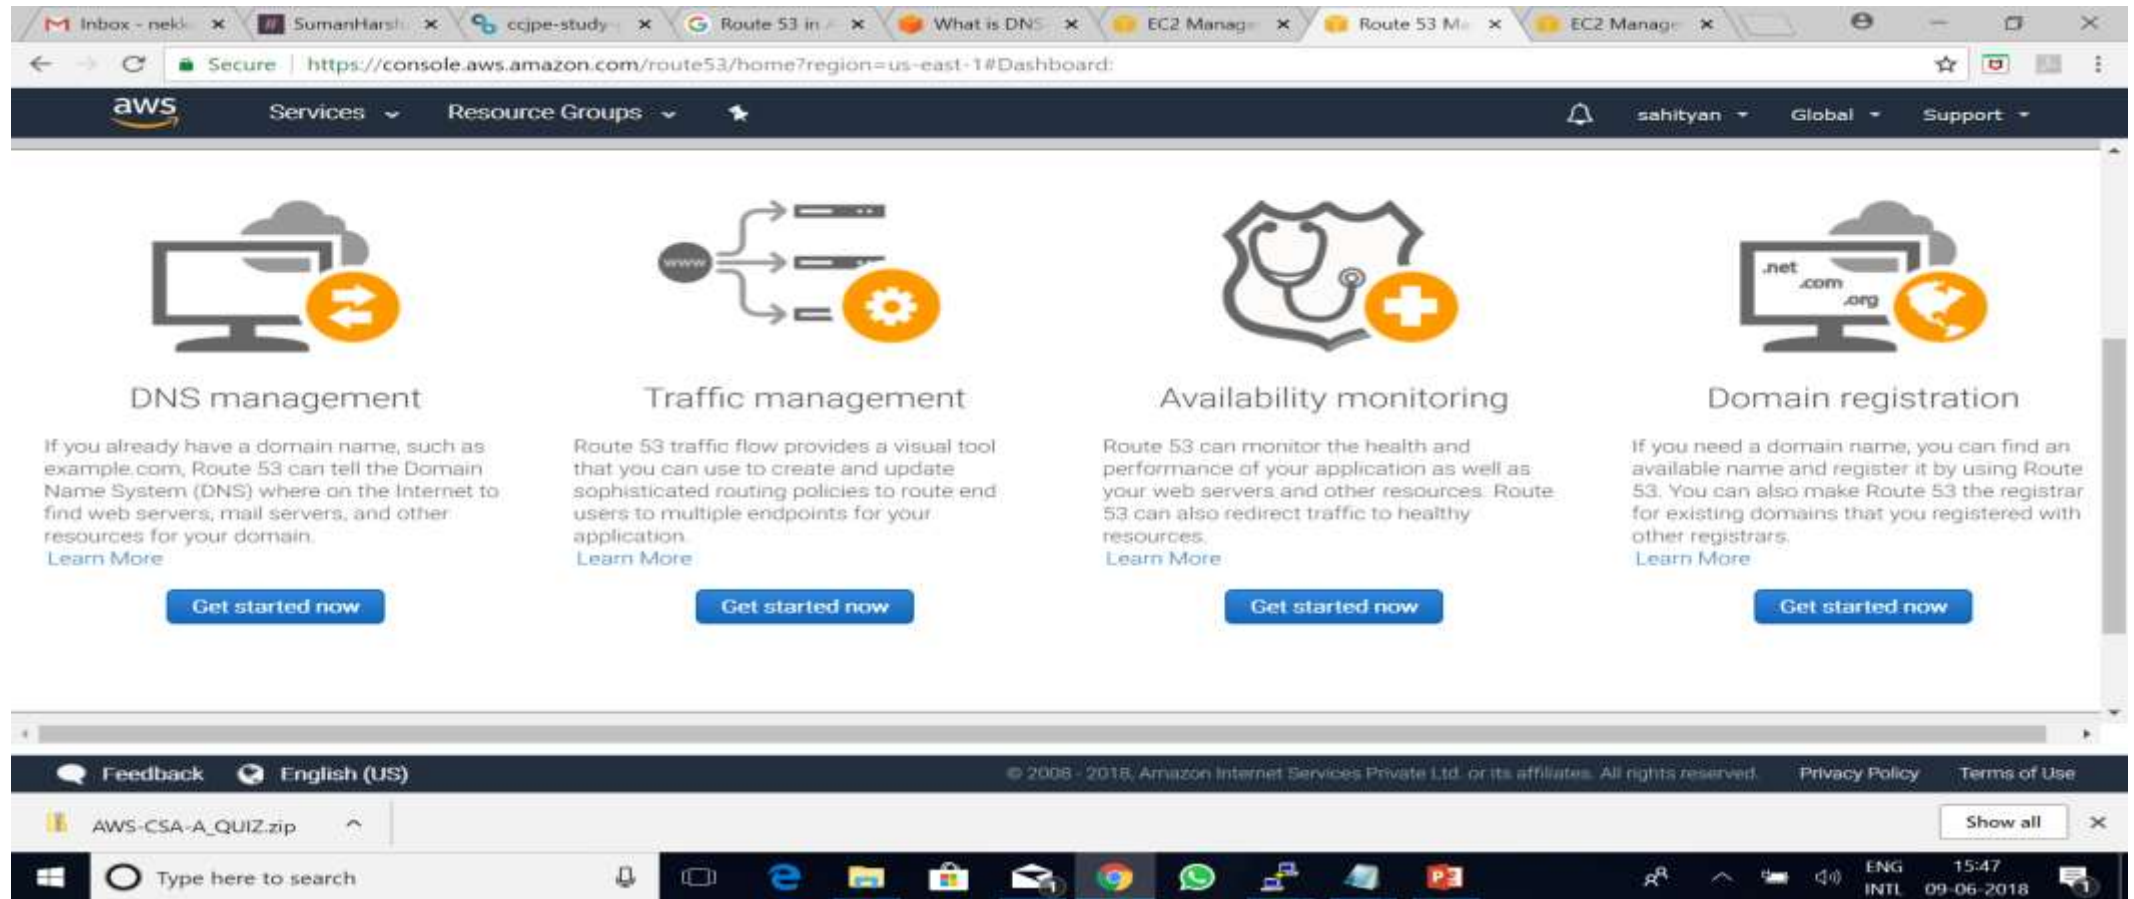 Inbox - nekk
SumanHarsh
ccjpe-study-
Route 53 in
What is DNS
EC2 Manage
Route 53 Ma
EC2 Manage
Secure
https://console.aws.amazon.com/route53/home?region=us-east-1#Dashboard:
aws
Services
Resource Groups
sahityan
Global
Support
www
.net
.com
.org
DNS management
If you already have a domain name, such as
example.com, Route 53 can tell the Domain
Name System (DNS) where on the Internet to
find web servers, mail servers, and other
resources for your domain.
Learn More
Get started now
Traffic management
Route 53 traffic flow provides a visual tool
that you can use to create and update
sophisticated routing policies to route end
users to multiple endpoints for your
application.
Learn More
Get started now
Availability monitoring
Route 53 can monitor the health and
performance of your application as well as
your web servers and other resources. Route
53 can also redirect traffic to healthy
resources.
Learn More
Get started now
Domain registration
If you need a domain name, you can find an
available name and register it by using Route
53. You can also make Route 53 the registrar
for existing domains that you registered with
other registrars.
Learn More
Get started now
Feedback
English (US)
© 2008 - 2018, Amazon Internet Services Private Ltd. or its affiliates. All rights reserved.
Privacy Policy
Terms of Use
AWS-CSA-A_QUIZ.zip
Show all
Type here to search
ENG
INTL
15:47
09-06-2018